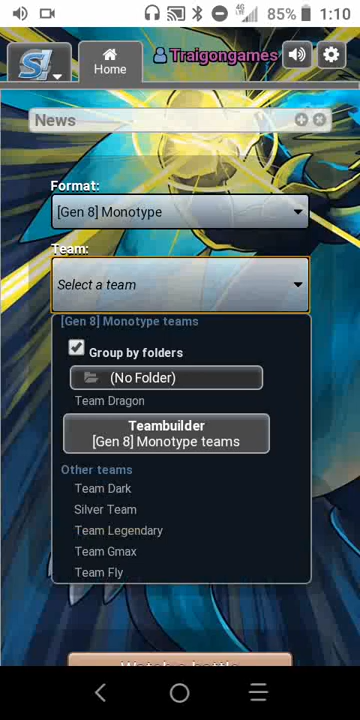 85% 1:10
Home
Traigongames
News
Format:
[Gen 8] Monotype
Team:
Select a team
[Gen 8] Monotype teams
Group by folders
(No Folder)
Team Dragon
Teambuilder
[Gen 8] Monotype teams
Other teams
Team Dark
Silver Team
Team Legendary
Team Gmax
Team Fly